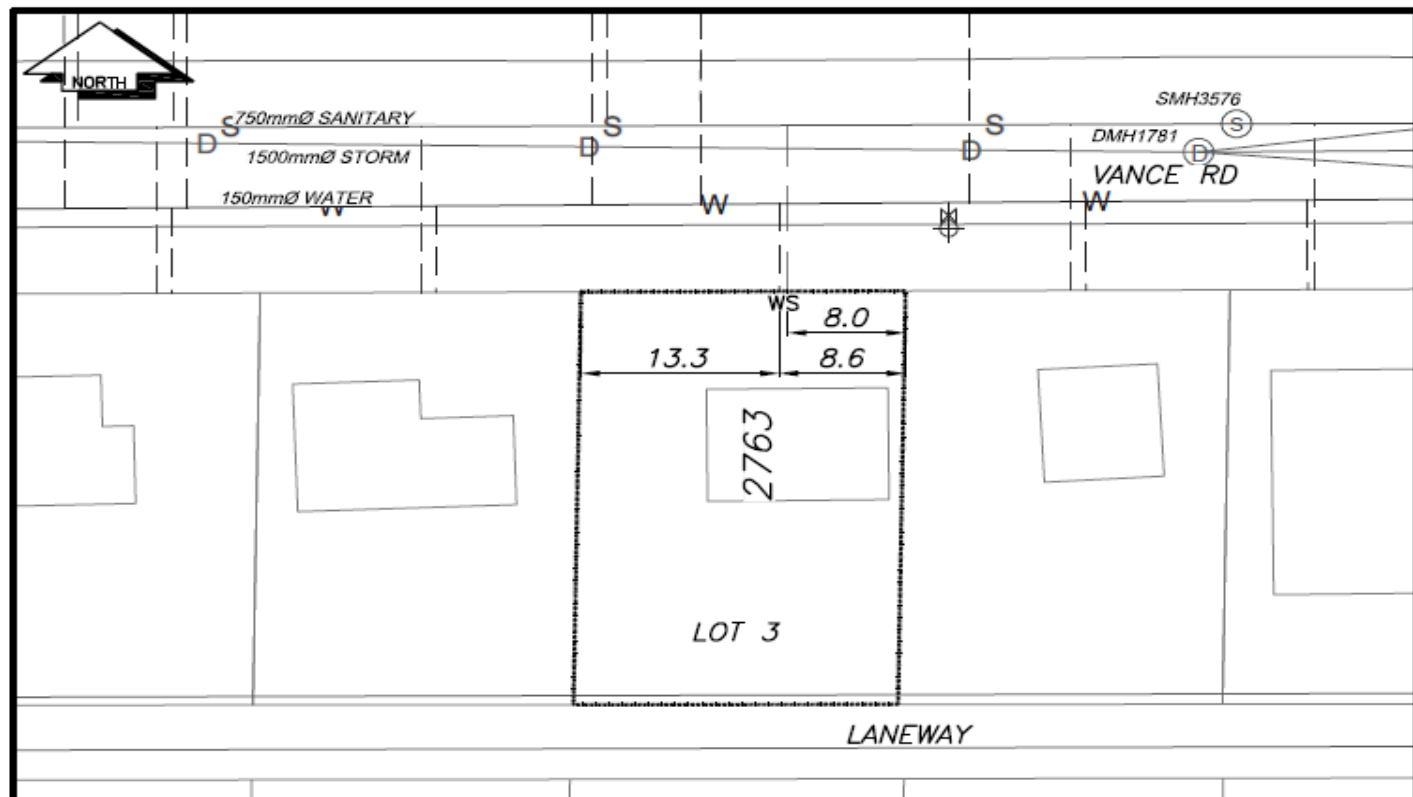 NORTH
SMH3576
S
750mmØ SANITARY
S
S
S
DMH1781
D
D
D
D
1500mmØ STORM
VANCE RD
150mmØ WATER
W
W
W
WS
8.0
13.3
8.6
2763
LOT 3
LANEWAY